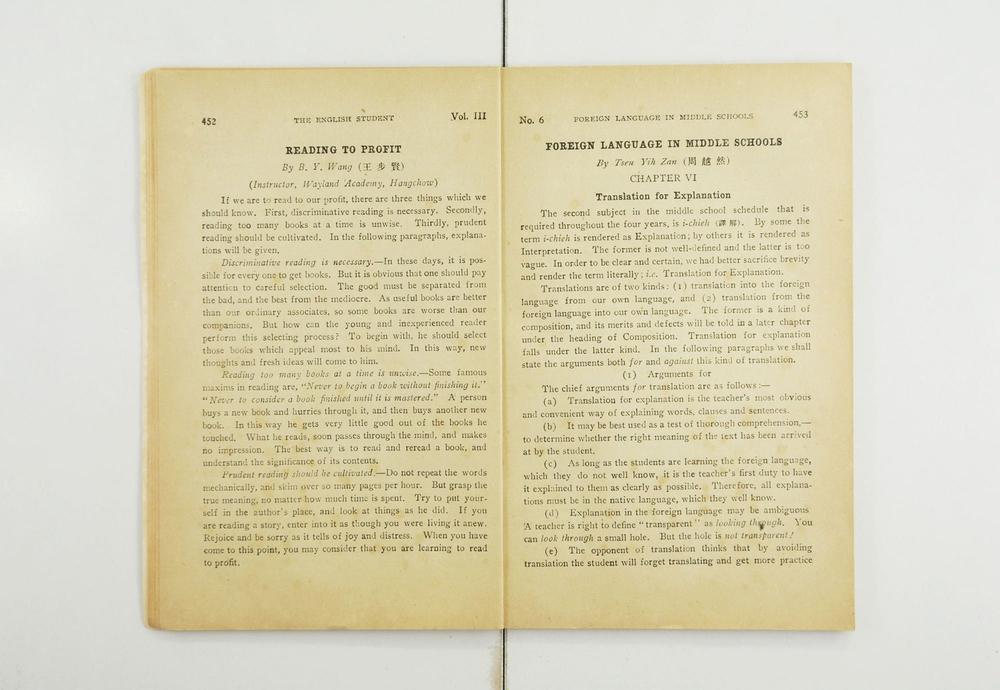 452 THE ENGLISH STUDENT Vol. III
READING TO PROFIT
By B. Y. Wang (王 步 賢)
(Instructor, Wayland Academy, Hangchow)
If we are to read to our profit, there are three things which we
should know. First, discriminative reading is necessary. Secondly,
reading too many books at a time is unwise. Thirdly, prudent
reading should be cultivated. In the following paragraphs, explana-
tions will be given.
Discriminative reading is necessary.—In these days, it is pos-
sible for every one to get books. But it is obvious that one should pay
attention to careful selection. The good must be separated from
the bad, and the best from the mediocre. As useful books are better
than our ordinary associates, so some books are worse than our
companions. But how can the young and inexperienced reader
perform this selecting process? To begin with, he should select
those books which appeal most to his mind. In this way, new
thoughts and fresh ideas will come to him.
Reading too many books at a time is unwise.—Some famous
maxims in reading are, "Never to begin a book without finishing it."
"Never to consider a book finished until it is mastered." A person
buys a new book and hurries through it, and then buys another new
book. In this way he gets very little good out of the books he
touched. What he reads, soon passes through the mind, and makes
no impression. The best way is to read and reread a book, and
understand the significance of its contents.
Prudent reading should be cultivated.—Do not repeat the words
mechanically, and skim over so many pages per hour. But grasp the
true meaning, no matter how much time is spent. Try to put your-
self in the author's place, and look at things as he did. If you
are reading a story, enter into it as though you were living it anew.
Rejoice and be sorry as it tells of joy and distress. When you have
come to this point, you may consider that you are learning to read
to profit.
No. 6 FOREIGN LANGUAGE IN MIDDLE SCHOOLS 453
FOREIGN LANGUAGE IN MIDDLE SCHOOLS
By Tseu Yih Zan (周 越 然)
CHAPTER VI
Translation for Explanation
The second subject in the middle school schedule that is
required throughout the four years, is i-chieh (譯解). By some the
term i-chieh is rendered as Explanation; by others it is rendered as
Interpretation. The former is not well-defined and the latter is too
vague. In order to be clear and certain, we had better sacrifice brevity
and render the term literally; i.e. Translation for Explanation.
Translations are of two kinds: (1) translation into the foreign
language from our own language, and (2) translation from the
foreign language into our own language. The former is a kind of
composition, and its merits and defects will be told in a later chapter
under the heading of Composition. Translation for explanation
falls under the latter kind. In the following paragraphs we shall
state the arguments both for and against this kind of translation.
(1) Arguments for
The chief arguments for translation are as follows:—
(a) Translation for explanation is the teacher's most obvious
and convenient way of explaining words, clauses and sentences.
(b) It may be best used as a test of thorough comprehension,—
to determine whether the right meaning of the text has been arrived
at by the student.
(c) As long as the students are learning the foreign language,
which they do not well know, it is the teacher's first duty to have
it explained to them as clearly as possible. Therefore, all explana-
tions must be in the native language, which they well know.
(d) Explanation in the foreign language may be ambiguous
A teacher is right to define "transparent" as looking through. You
can look through a small hole. But the hole is not transparent!
(e) The opponent of translation thinks that by avoiding
translation the student will forget translating and get more practice